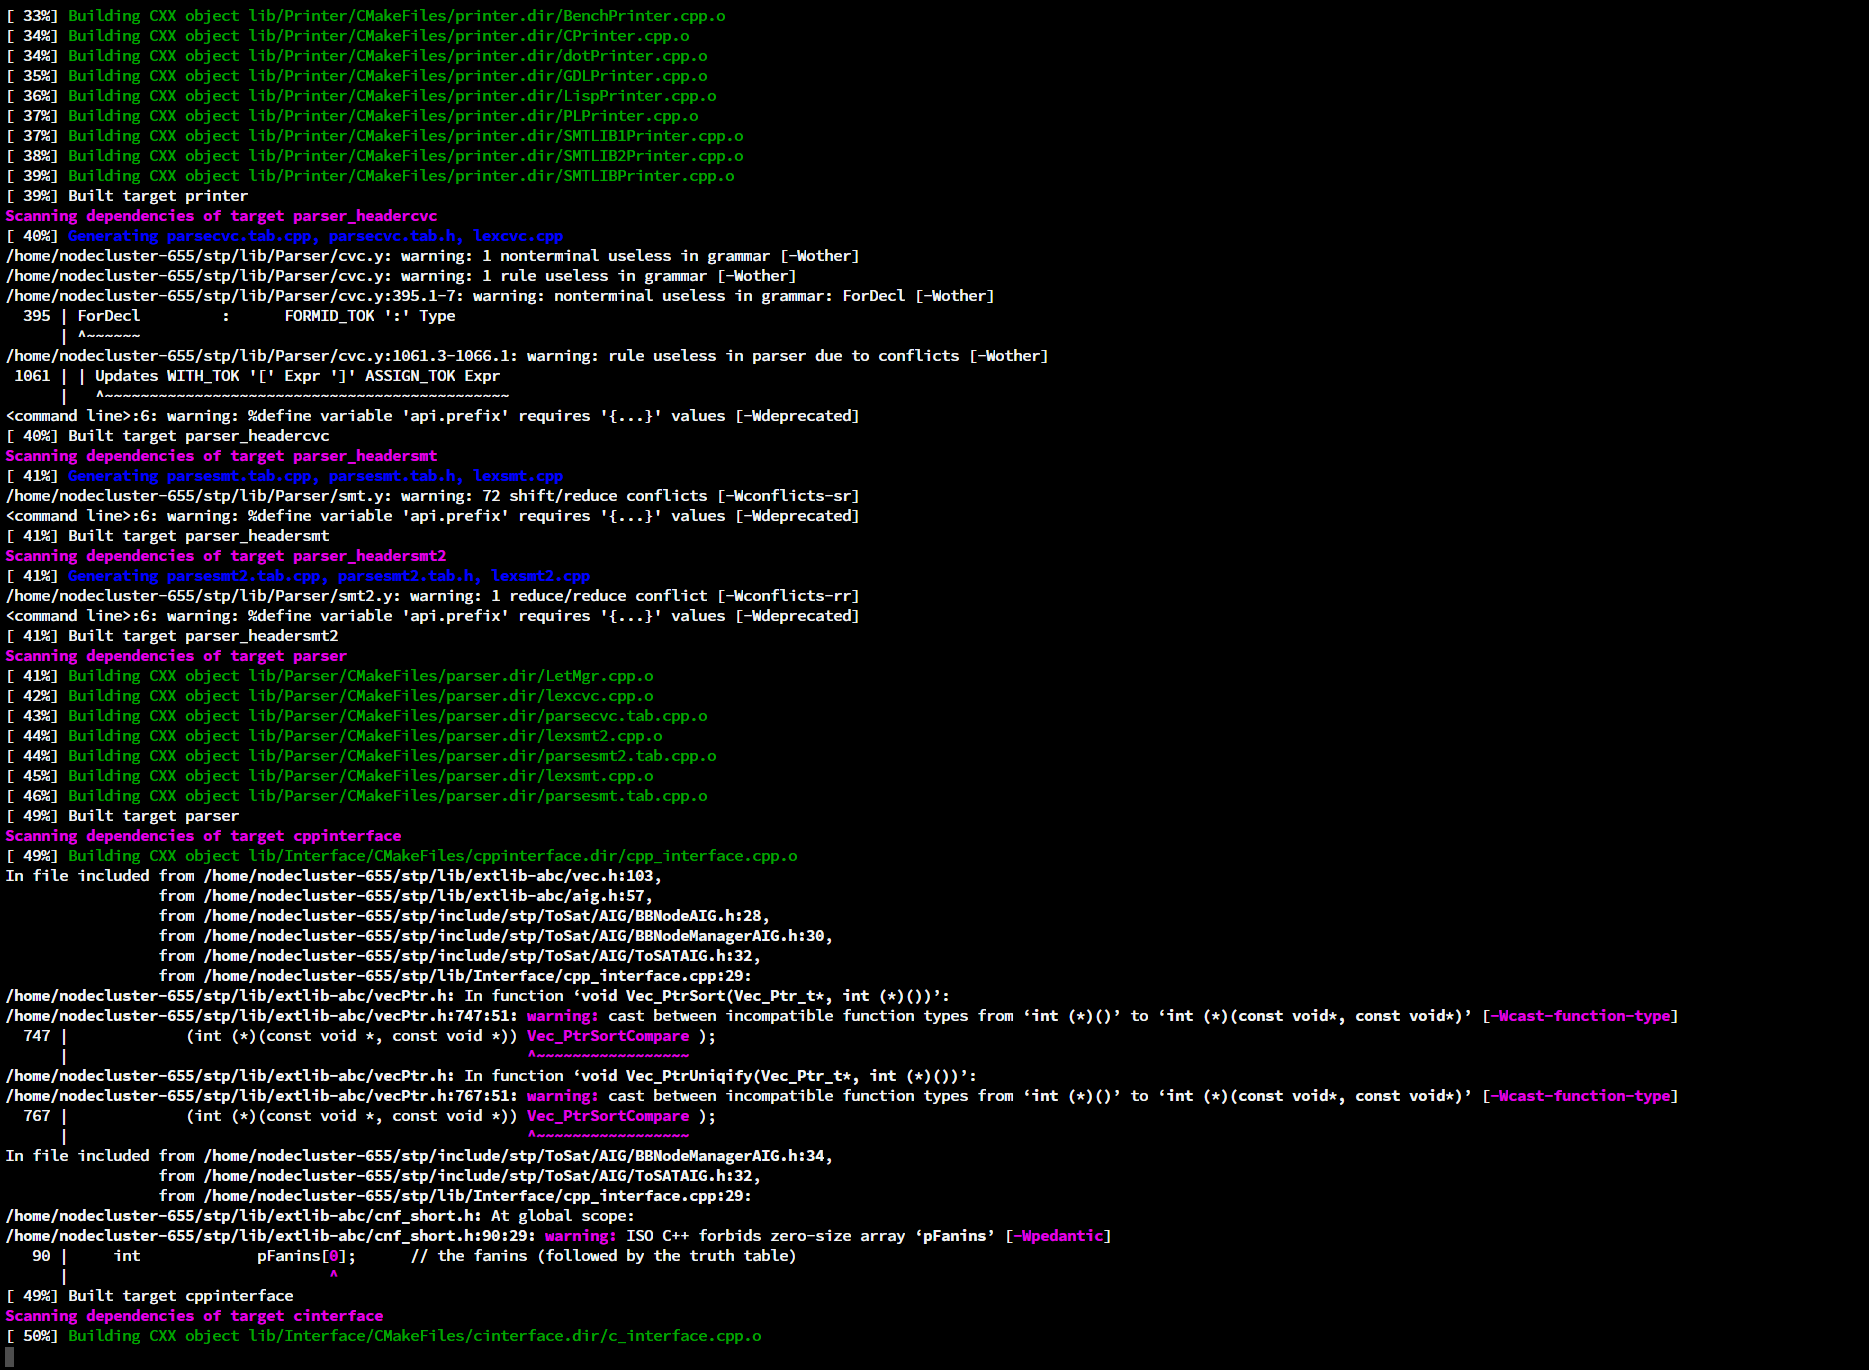 [ 33%] Building CXX object lib/Printer/CMakeFiles/printer.dir/BenchPrinter.cpp.o
[ 34%] Building CXX object lib/Printer/CMakeFiles/printer.dir/CPrinter.cpp.o
[ 34%] Building CXX object lib/Printer/CMakeFiles/printer.dir/dotPrinter.cpp.o
[ 35%] Building CXX object lib/Printer/CMakeFiles/printer.dir/GDLPrinter.cpp.o
[ 36%] Building CXX object lib/Printer/CMakeFiles/printer.dir/LispPrinter.cpp.o
[ 37%] Building CXX object lib/Printer/CMakeFiles/printer.dir/PLPrinter.cpp.o
[ 37%] Building CXX object lib/Printer/CMakeFiles/printer.dir/SMTLIB1Printer.cpp.o
[ 38%] Building CXX object lib/Printer/CMakeFiles/printer.dir/SMTLIB2Printer.cpp.o
[ 39%] Building CXX object lib/Printer/CMakeFiles/printer.dir/SMTLIBPrinter.cpp.o
[ 39%] Built target printer
Scanning dependencies of target parser_headercvc
[ 40%] Generating parsecvc.tab.cpp, parsecvc.tab.h, lexcvc.cpp
/home/nodecluster-655/stp/lib/Parser/cvc.y: warning: 1 nonterminal useless in grammar [-Wother]
/home/nodecluster-655/stp/lib/Parser/cvc.y: warning: 1 rule useless in grammar [-Wother]
/home/nodecluster-655/stp/lib/Parser/cvc.y:395.1-7: warning: nonterminal useless in grammar: ForDecl [-Wother]
  395 | ForDecl         :      FORMID_TOK ':' Type
      | ^~~~~~~
/home/nodecluster-655/stp/lib/Parser/cvc.y:1061.3-1066.1: warning: rule useless in parser due to conflicts [-Wother]
 1061 | | Updates WITH_TOK '[' Expr ']' ASSIGN_TOK Expr
      |   ^~~~~~~~~~~~~~~~~~~~~~~~~~~~~~~~~~~~~~~~~~~~~~
<command line>:6: warning: %define variable 'api.prefix' requires '{...}' values [-Wdeprecated]
[ 40%] Built target parser_headercvc
Scanning dependencies of target parser_headersmt
[ 41%] Generating parsesmt.tab.cpp, parsesmt.tab.h, lexsmt.cpp
/home/nodecluster-655/stp/lib/Parser/smt.y: warning: 72 shift/reduce conflicts [-Wconflicts-sr]
<command line>:6: warning: %define variable 'api.prefix' requires '{...}' values [-Wdeprecated]
[ 41%] Built target parser_headersmt
Scanning dependencies of target parser_headersmt2
[ 41%] Generating parsesmt2.tab.cpp, parsesmt2.tab.h, lexsmt2.cpp
/home/nodecluster-655/stp/lib/Parser/smt2.y: warning: 1 reduce/reduce conflict [-Wconflicts-rr]
<command line>:6: warning: %define variable 'api.prefix' requires '{...}' values [-Wdeprecated]
[ 41%] Built target parser_headersmt2
Scanning dependencies of target parser
[ 41%] Building CXX object lib/Parser/CMakeFiles/parser.dir/LetMgr.cpp.o
[ 42%] Building CXX object lib/Parser/CMakeFiles/parser.dir/lexcvc.cpp.o
[ 43%] Building CXX object lib/Parser/CMakeFiles/parser.dir/parsecvc.tab.cpp.o
[ 44%] Building CXX object lib/Parser/CMakeFiles/parser.dir/lexsmt2.cpp.o
[ 44%] Building CXX object lib/Parser/CMakeFiles/parser.dir/parsesmt2.tab.cpp.o
[ 45%] Building CXX object lib/Parser/CMakeFiles/parser.dir/lexsmt.cpp.o
[ 46%] Building CXX object lib/Parser/CMakeFiles/parser.dir/parsesmt.tab.cpp.o
[ 49%] Built target parser
Scanning dependencies of target cppinterface
[ 49%] Building CXX object lib/Interface/CMakeFiles/cppinterface.dir/cpp_interface.cpp.o
In file included from /home/nodecluster-655/stp/lib/extlib-abc/vec.h:103,
                 from /home/nodecluster-655/stp/lib/extlib-abc/aig.h:57,
                 from /home/nodecluster-655/stp/include/stp/ToSat/AIG/BBNodeAIG.h:28,
                 from /home/nodecluster-655/stp/include/stp/ToSat/AIG/BBNodeManagerAIG.h:30,
                 from /home/nodecluster-655/stp/include/stp/ToSat/AIG/ToSATAIG.h:32,
                 from /home/nodecluster-655/stp/lib/Interface/cpp_interface.cpp:29:
/home/nodecluster-655/stp/lib/extlib-abc/vecPtr.h: In function ‘void Vec_PtrSort(Vec_Ptr_t*, int (*)())’:
/home/nodecluster-655/stp/lib/extlib-abc/vecPtr.h:747:51: warning: cast between incompatible function types from ‘int (*)()’ to ‘int (*)(const void*, const void*)’ [-Wcast-function-type]
  747 |             (int (*)(const void *, const void *)) Vec_PtrSortCompare );
      |                                                   ^~~~~~~~~~~~~~~~~~
/home/nodecluster-655/stp/lib/extlib-abc/vecPtr.h: In function ‘void Vec_PtrUniqify(Vec_Ptr_t*, int (*)())’:
/home/nodecluster-655/stp/lib/extlib-abc/vecPtr.h:767:51: warning: cast between incompatible function types from ‘int (*)()’ to ‘int (*)(const void*, const void*)’ [-Wcast-function-type]
  767 |             (int (*)(const void *, const void *)) Vec_PtrSortCompare );
      |                                                   ^~~~~~~~~~~~~~~~~~
In file included from /home/nodecluster-655/stp/include/stp/ToSat/AIG/BBNodeManagerAIG.h:34,
                 from /home/nodecluster-655/stp/include/stp/ToSat/AIG/ToSATAIG.h:32,
                 from /home/nodecluster-655/stp/lib/Interface/cpp_interface.cpp:29:
/home/nodecluster-655/stp/lib/extlib-abc/cnf_short.h: At global scope:
/home/nodecluster-655/stp/lib/extlib-abc/cnf_short.h:90:29: warning: ISO C++ forbids zero-size array ‘pFanins’ [-Wpedantic]
   90 |     int             pFanins[0];      // the fanins (followed by the truth table)
      |                             ^
[ 49%] Built target cppinterface
Scanning dependencies of target cinterface
[ 50%] Building CXX object lib/Interface/CMakeFiles/cinterface.dir/c_interface.cpp.o